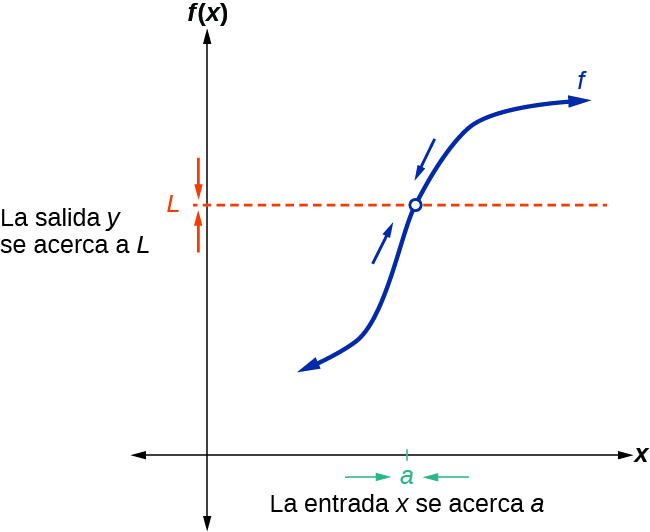 f(x)
f
L
La salida y
se acerca a L
x
a
La entrada x se acerca a